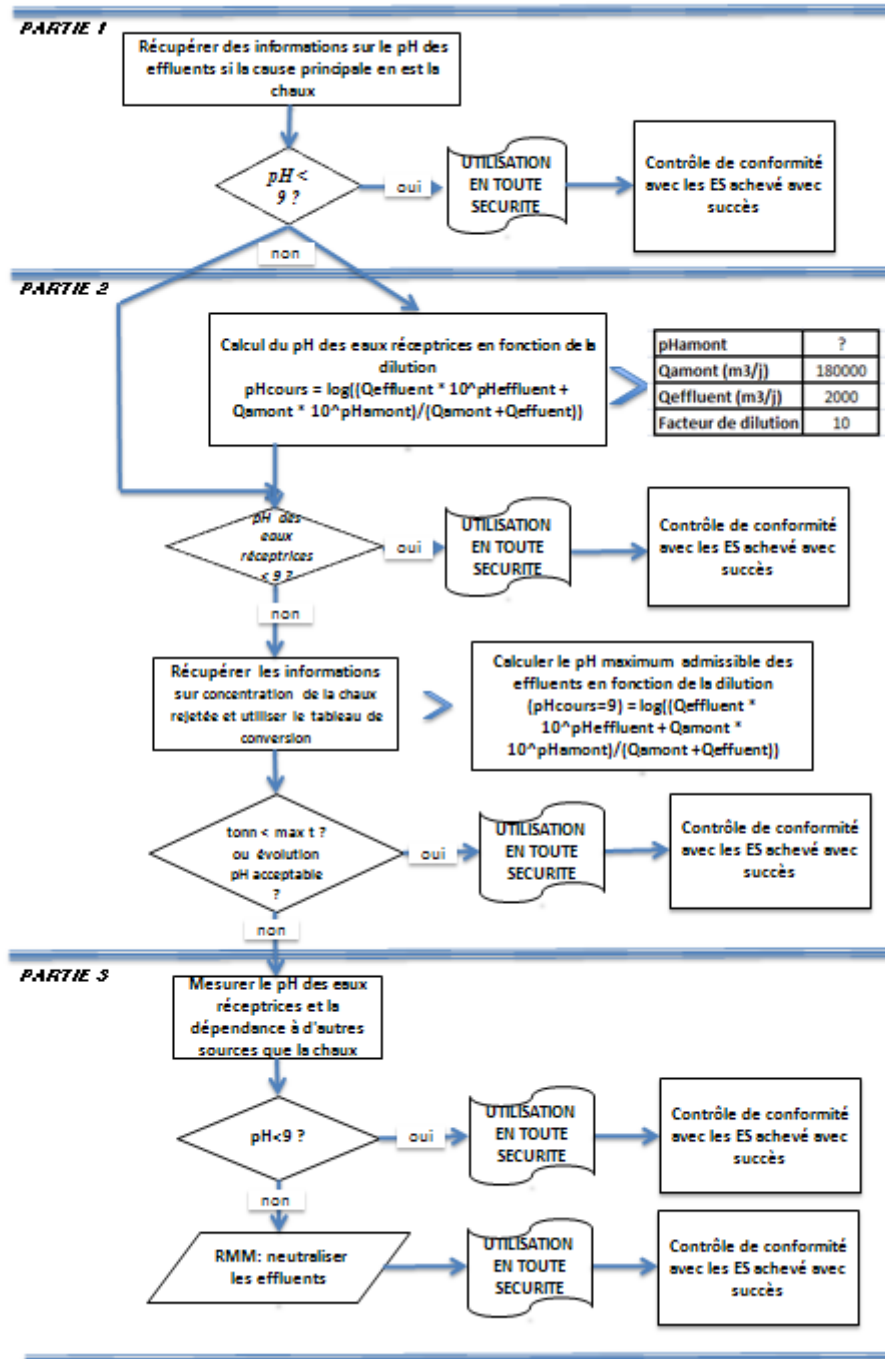 PARTIE 1
Récupérer des informations sur le pH des
effluents si la cause principale en est la
chaux
pH <
9 ?
oui
UTILISATION
EN TOUTE
SECURITE
Contrôle de conformité
avec les ES achevé avec
succès
non
PARTIE 2
Calcul du pH des eaux réceptrices en fonction de la
dilution
pHcours = log((Qeffluent * 10^pHeffluent +
Qamont * 10^pHamont)/(Qamont +Qeffuent))
pHamont ?
Qamont (m3/j) 180000
Qeffluent (m3/j) 2000
Facteur de dilution 10
pH des
eaux
réceptrices
< 9 ?
oui
UTILISATION
EN TOUTE
SECURITE
Contrôle de conformité
avec les ES achevé avec
succès
non
Récupérer les informations
sur concentration de la chaux
rejetée et utiliser le tableau de
conversion
Calculer le pH maximum admissible des
effluents en fonction de la dilution
(pHcours=9) = log((Qeffluent *
10^pHeffluent + Qamont *
10^pHamont)/(Qamont +Qeffuent))
tonn < max t ?
ou évolution
pH acceptable
?
oui
UTILISATION
EN TOUTE
SECURITE
Contrôle de conformité
avec les ES achevé avec
succès
non
PARTIE 3
Mesurer le pH des eaux
réceptrices et la
dépendance à d'autres
sources que la chaux
pH<9 ?
oui
UTILISATION
EN TOUTE
SECURITE
Contrôle de conformité
avec les ES achevé avec
succès
non
RMM: neutraliser
les effluents
UTILISATION
EN TOUTE
SECURITE
Contrôle de conformité
avec les ES achevé avec
succès